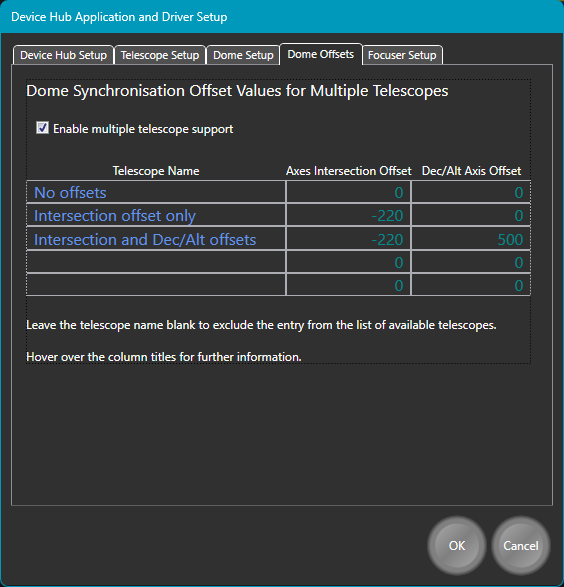 Device Hub Application and Driver Setup
Device Hub Setup Telescope Setup Dome Setup Dome Offsets Focuser Setup
Dome Synchronisation Offset Values for Multiple Telescopes
Enable multiple telescope support
Telescope Name Axes Intersection Offset Dec/Alt Axis Offset
No offsets 0 0
Intersection offset only -220 0
Intersection and Dec/Alt offsets -220 500
0 0
0 0
Leave the telescope name blank to exclude the entry from the list of available telescopes.
Hover over the column titles for further information.
OK Cancel